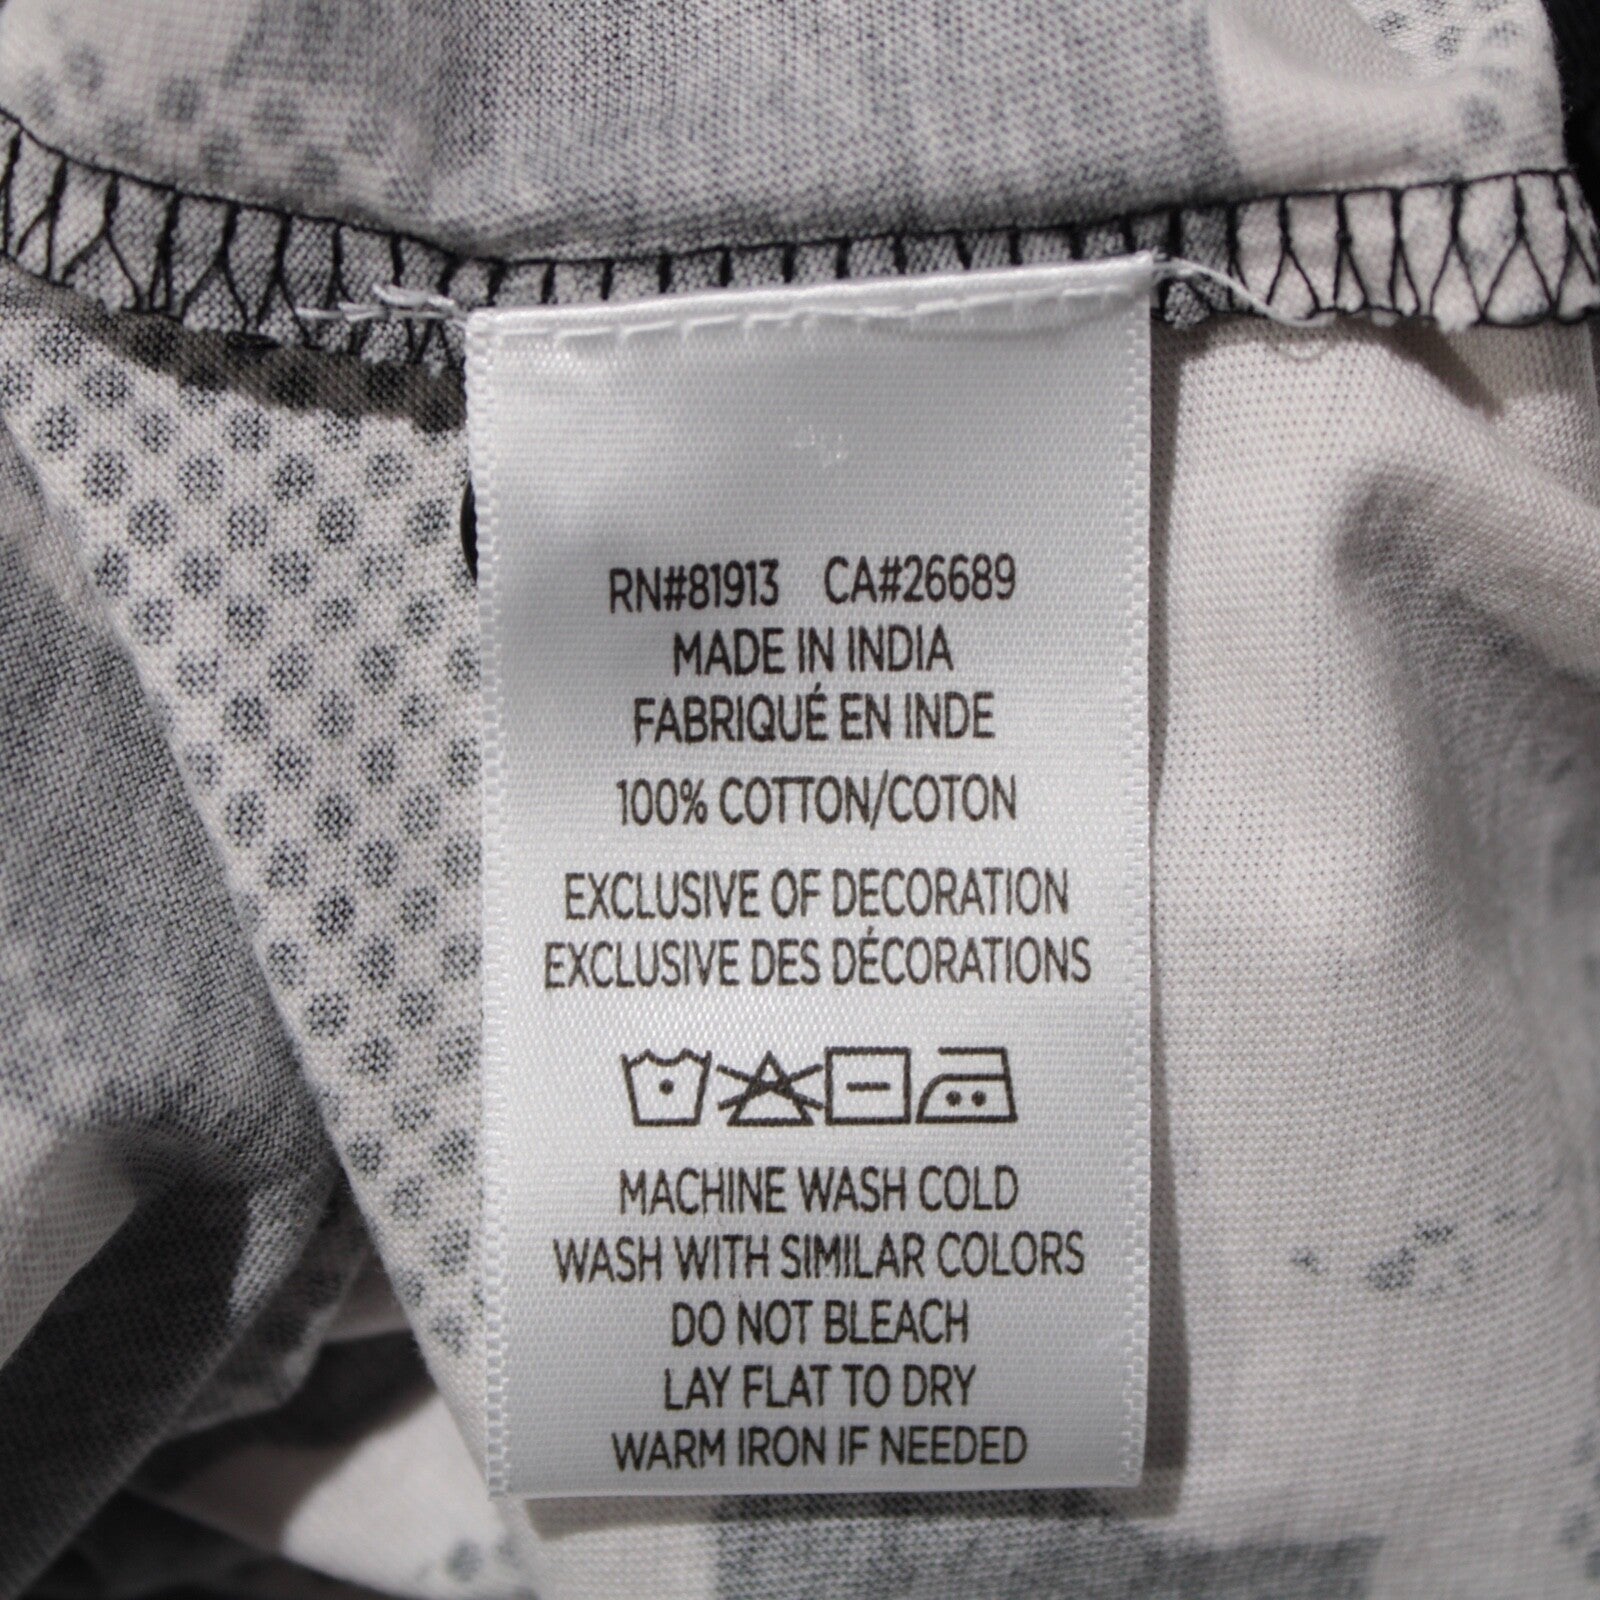 RN#81913 CA#26689
MADE IN INDIA
FABRIQUÉ EN INDE
100% COTTON/COTON
EXCLUSIVE OF DECORATION
EXCLUSIVE DES DÉCORATIONS
MACHINE WASH COLD
WASH WITH SIMILAR COLORS
DO NOT BLEACH
LAY FLAT TO DRY
WARM IRON IF NEEDED